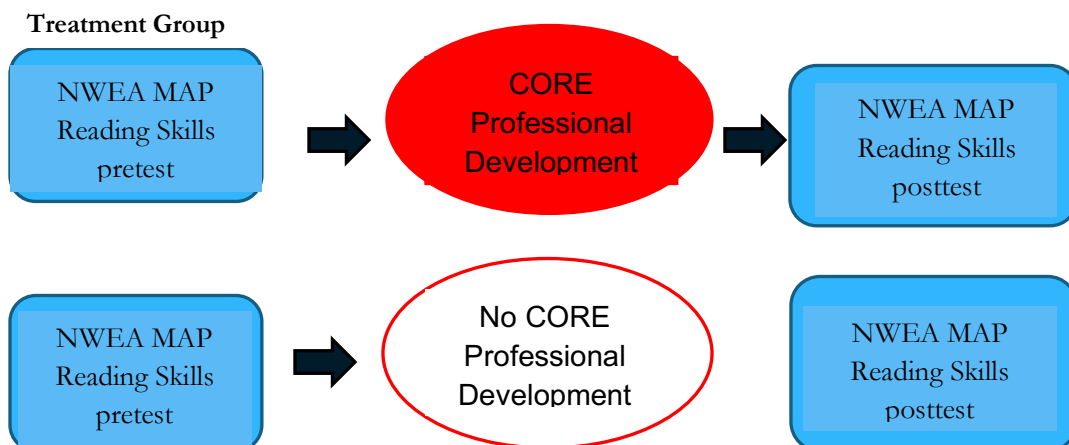 Treatment Group
NWEA MAP
Reading Skills
pretest
CORE
Professional
Development
NWEA MAP
Reading Skills
posttest
NWEA MAP
Reading Skills
pretest
No CORE
Professional
Development
NWEA MAP
Reading Skills
posttest